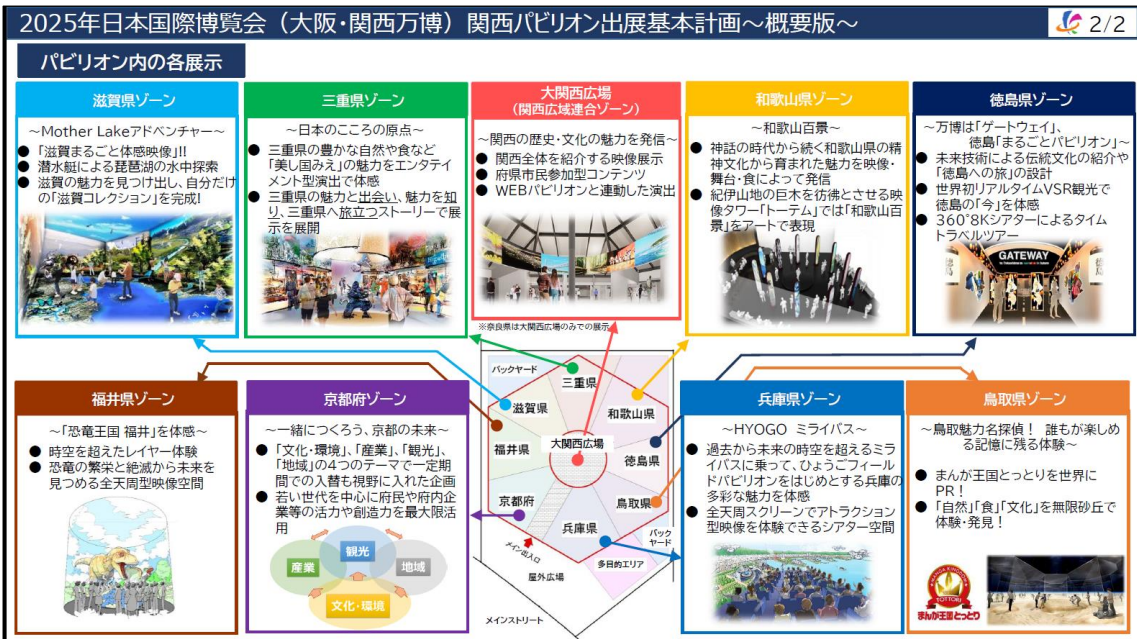 2025年日本国際博覧会（大阪・関西万博）関西パビリオン出展基本計画～概要版～
2/2
パビリオン内の各展示
滋賀県ゾーン
～Mother Lakeアドベンチャー～
● 「滋賀まるごと体感映像」!!
● 潜水艇による琵琶湖の水中探索
● 滋賀の魅力を見つけ出し、自分だけ
の「滋賀コレクション」を完成!
三重県ゾーン
～日本のこころの原点～
● 三重県の豊かな自然や食など
「美し国みえ」の魅力をエンタテイ
ンメント型演出で体感
● 三重県の魅力と出会い、魅力を知
り、三重県へ旅立つストーリーで展
示を展開
大関西広場
（関西広域連合ゾーン）
～関西の歴史・文化の魅力を発信～
● 関西全体を紹介する映像展示
● 府県市民参加型コンテンツ
● WEBパビリオンと連動した演出
和歌山県ゾーン
～和歌山百景～
● 神話の時代から続く和歌山県の精
神文化から育まれた魅力を映像・
舞台・食によって発信
● 紀伊山地の巨木を彷彿とさせる映
像タワー「トーテム」では「和歌山百
景」をアートで表現
徳島県ゾーン
～万博は「ゲートウェイ」、
徳島「まるごとパビリオン」～
● 未来技術による伝統文化の紹介や
「徳島への旅」の設計
● 世界初リアルタイムVSR観光で
徳島の「今」を体感
● 360°8Kシアターによるタイム
トラベルツアー
GATEWAY
※奈良県は大関西広場のみでの展示
福井県ゾーン
～「恐竜王国 福井」を体感～
● 時空を超えたレイヤー体験
● 恐竜の繁栄と絶滅から未来を
見つめる全天周型映像空間
京都府ゾーン
～一緒につくろう、京都の未来～
● 「文化・環境」、「産業」、「観光」、
「地域」の4つのテーマで一定期
間での入替も視野に入れた企画
● 若い世代を中心に府民や府内企
業等の活力や創造力を最大限活
用
観光
産業
地域
文化・環境
バックヤード
三重県
滋賀県
和歌山県
大関西広場
福井県
徳島県
京都府
鳥取県
兵庫県
バック
ヤード
メイン出入口
屋外広場
多目的エリア
メインストリート
兵庫県ゾーン
～HYOGO ミライバス～
● 過去から未来の時空を超えるミラ
イバスに乗って、ひょうごフィール
ドパビリオンをはじめとする兵庫の
多彩な魅力を体感
● 全天周スクリーンでアトラクション
型映像を体験できるシアター空間
鳥取県ゾーン
～鳥取魅力名探偵！ 誰もが楽しめ
る記憶に残る体験～
● まんが王国とっとりを世界に
PR！
● 「自然」「食」「文化」を無限砂丘で
体験・発見！
MANGA KINGDOM
TOTTORI
まんが王国とっとり